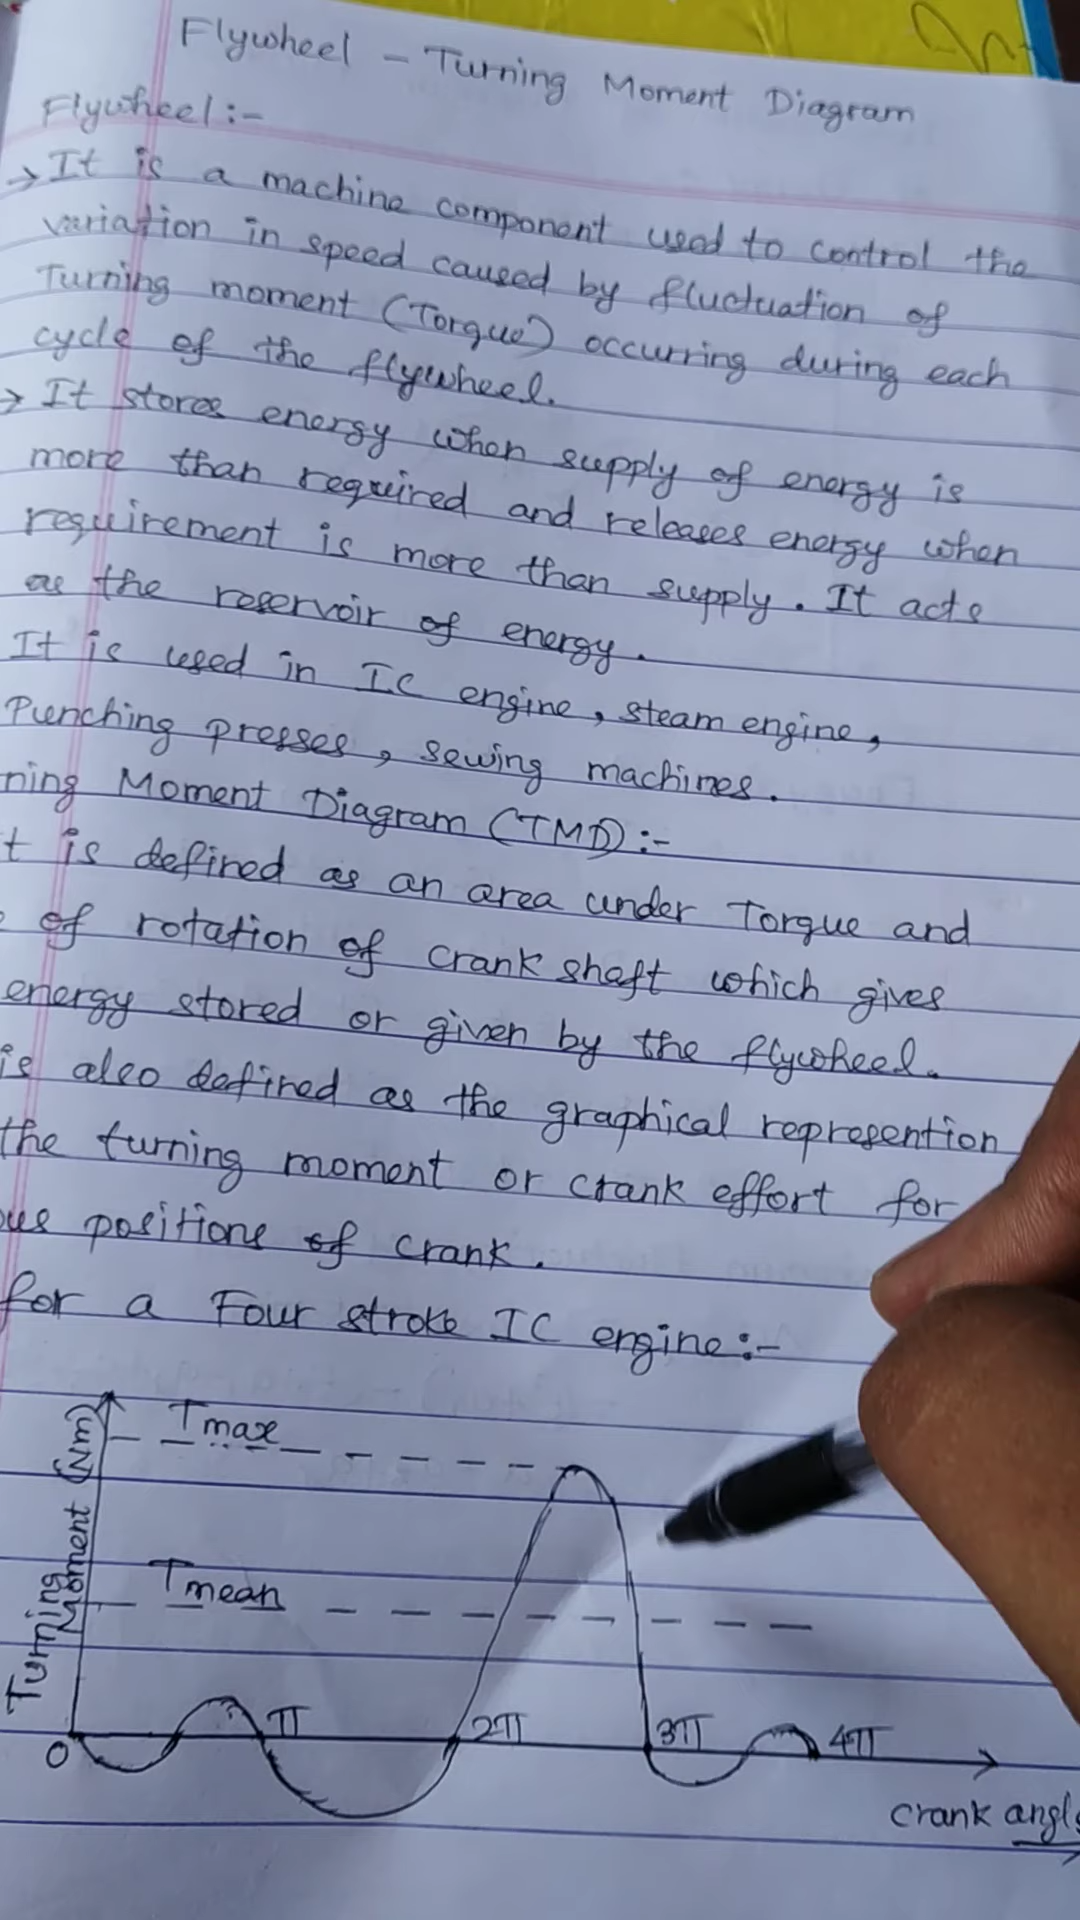 Flywheel - Turning Moment Diagram
Flywheel :-
→ It is a machine component used to control the
variation in speed caused by fluctuation of
Turning moment (Torque) occurring during each
cycle of the flywheel.
→ It stores energy when supply of energy is
more than required and releases energy when
requirement is more than supply. It acts
as the reservoir of energy.
It is used in IC engine, steam engine,
Punching presses, sewing machines.
ning Moment Diagram (TMD) :-
t is defined as an area under Torque and
of rotation of crank shaft which gives
energy stored or given by the flywheel.
is also defined as the graphical represention
the turning moment or crank effort for
ous positions of crank.
for a Four stroke IC engine :-
Tmax
Turning Moment (Nm)
Tmean
0 π 2π 3π 4π
crank angle